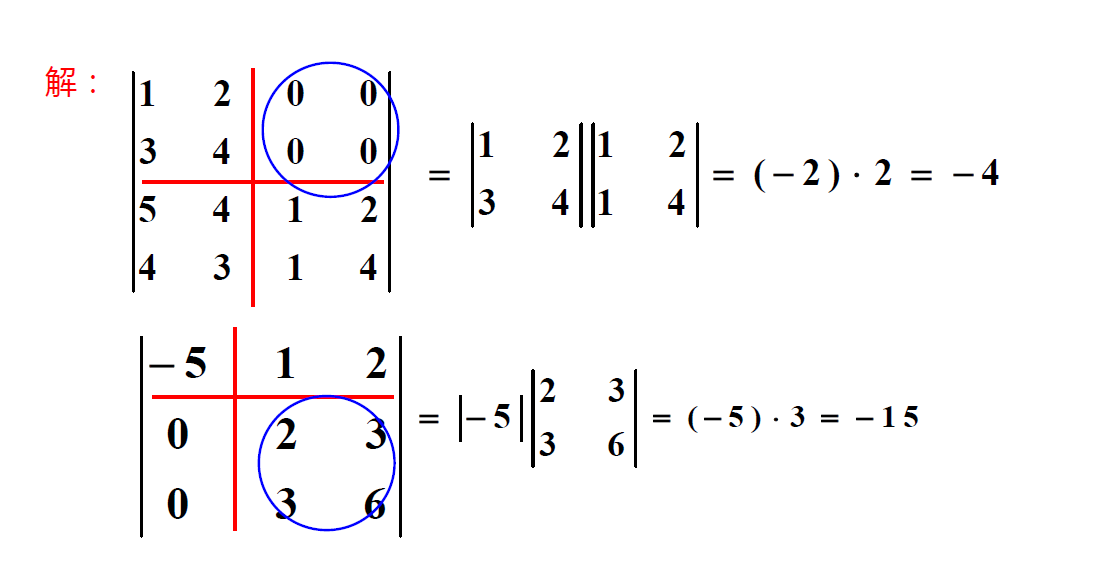 解：
1 2 0 0
3 4 0 0
5 4 1 2
4 3 1 4
= |1 2| |1 2| = (−2)·2 = −4
|3 4| |1 4|
−5 1 2
0 2 3
0 3 6
= |−5| |2 3| = (−5)·3 = −15
|3 6|